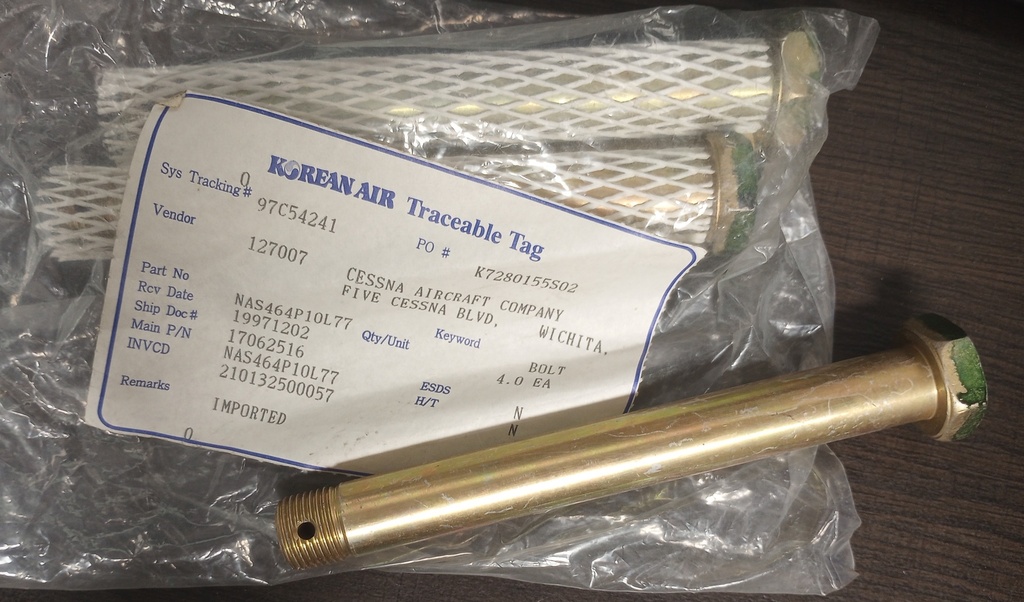 KOREAN AIR Traceable Tag
Sys Tracking# 97C54241
0
PO # K7280155S02
Vendor 127007
CESSNA AIRCRAFT COMPANY
FIVE CESSNA BLVD, WICHITA,
Part No NAS464P10L77
Keyword BOLT
Rcv Date 19971202
Qty/Unit 4.0 EA
Ship Doc# 17062516
Main P/N NAS464P10L77
ESDS N
INVCD 210132500057
H/T N
Remarks IMPORTED
0